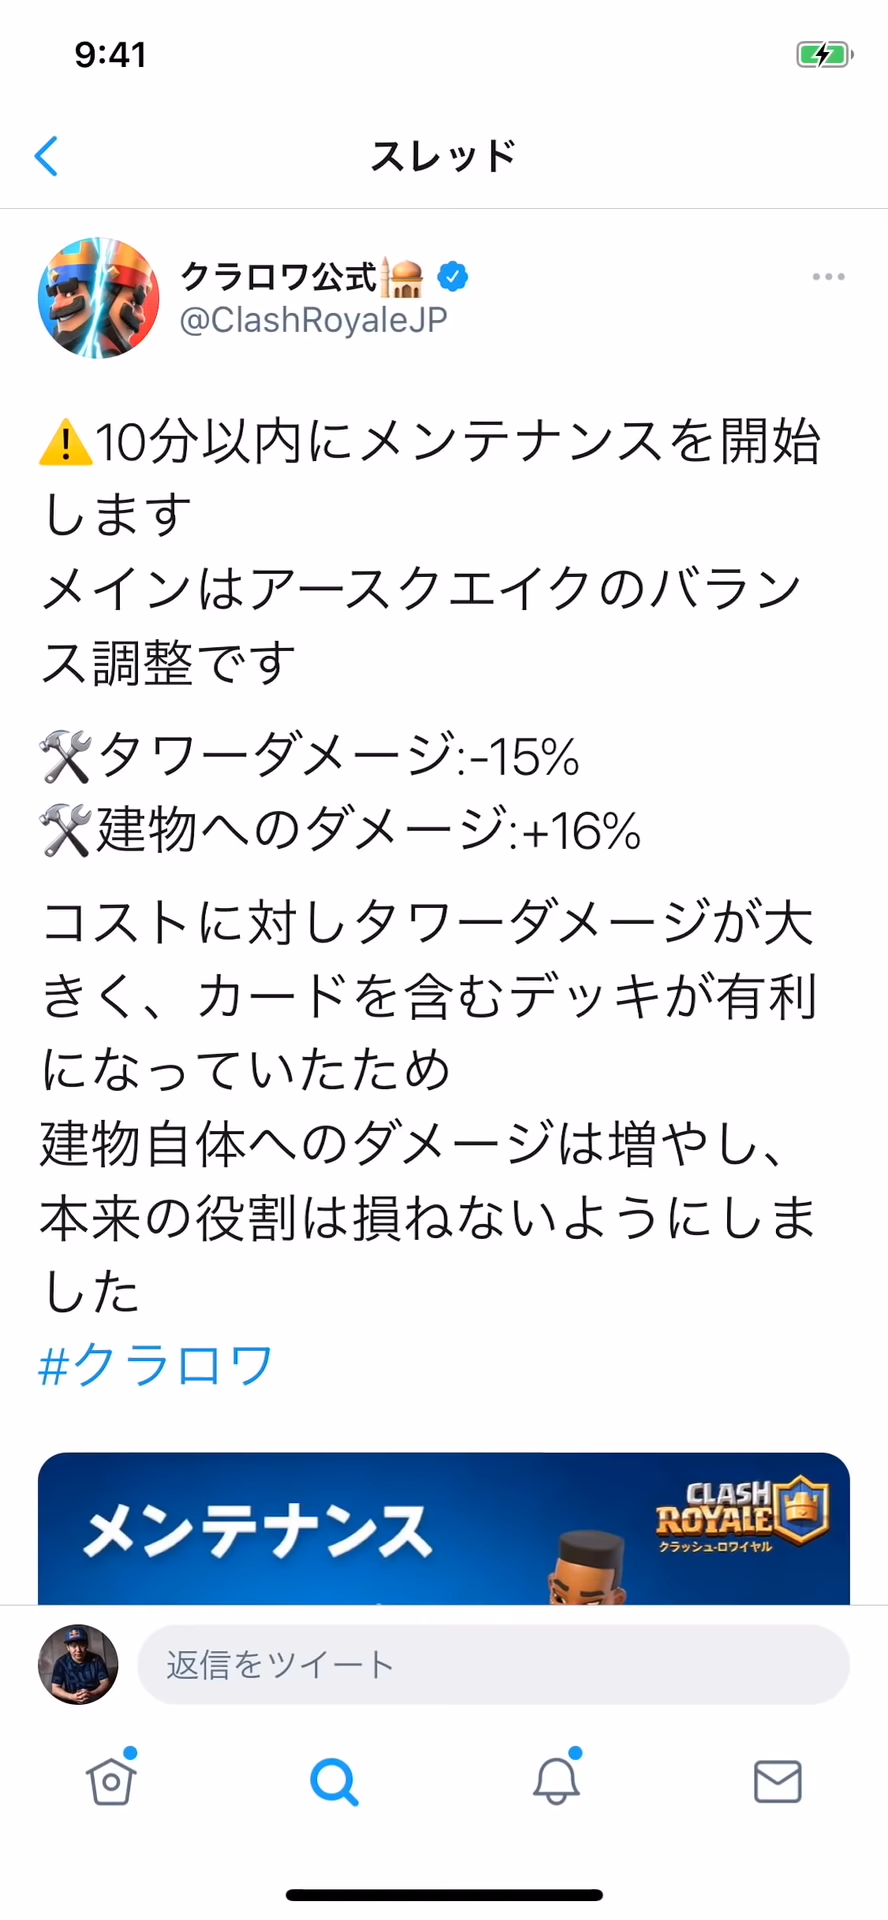 9:41
スレッド
クラロワ公式🕌
@ClashRoyaleJP
⚠️10分以内にメンテナンスを開始
します
メインはアースクエイクのバラン
ス調整です
🛠タワーダメージ:-15%
🛠建物へのダメージ:+16%
コストに対しタワーダメージが大
きく、カードを含むデッキが有利
になっていたため
建物自体へのダメージは増やし、
本来の役割は損ねないようにしま
した
#クラロワ
メンテナンス
CLASH
ROYALE
クラッシュ・ロワイヤル
返信をツイート